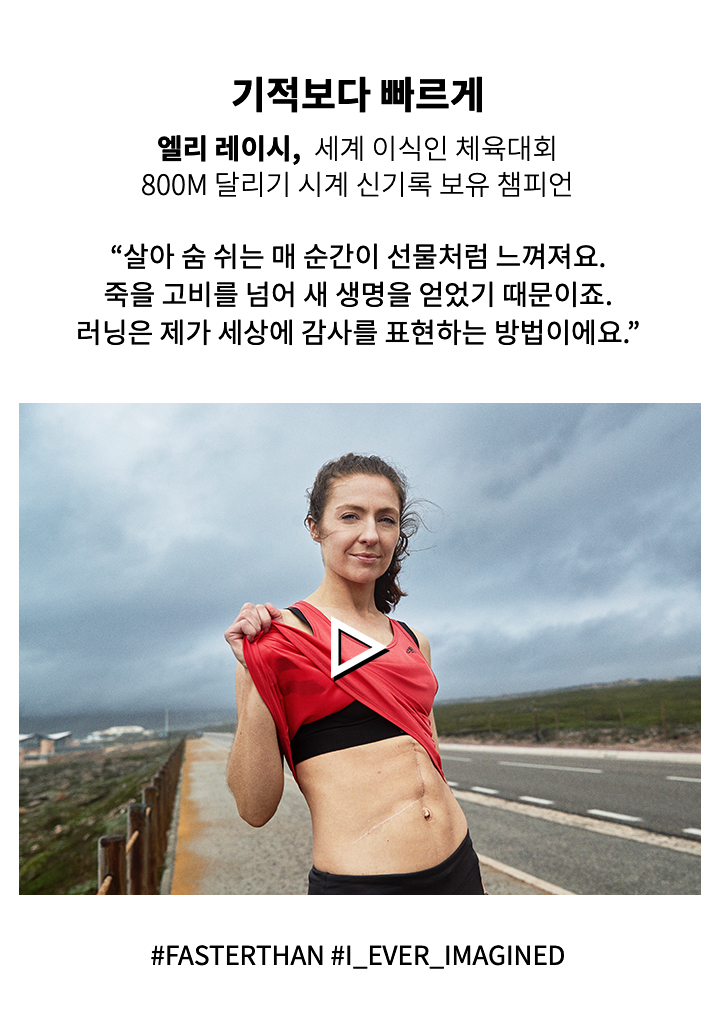 기적보다 빠르게
엘리 레이시, 세계 이식인 체육대회
800M 달리기 시계 신기록 보유 챔피언
“살아 숨 쉬는 매 순간이 선물처럼 느껴져요.
죽을 고비를 넘어 새 생명을 얻었기 때문이죠.
러닝은 제가 세상에 감사를 표현하는 방법이에요.”
#FASTERTHAN #I_EVER_IMAGINED